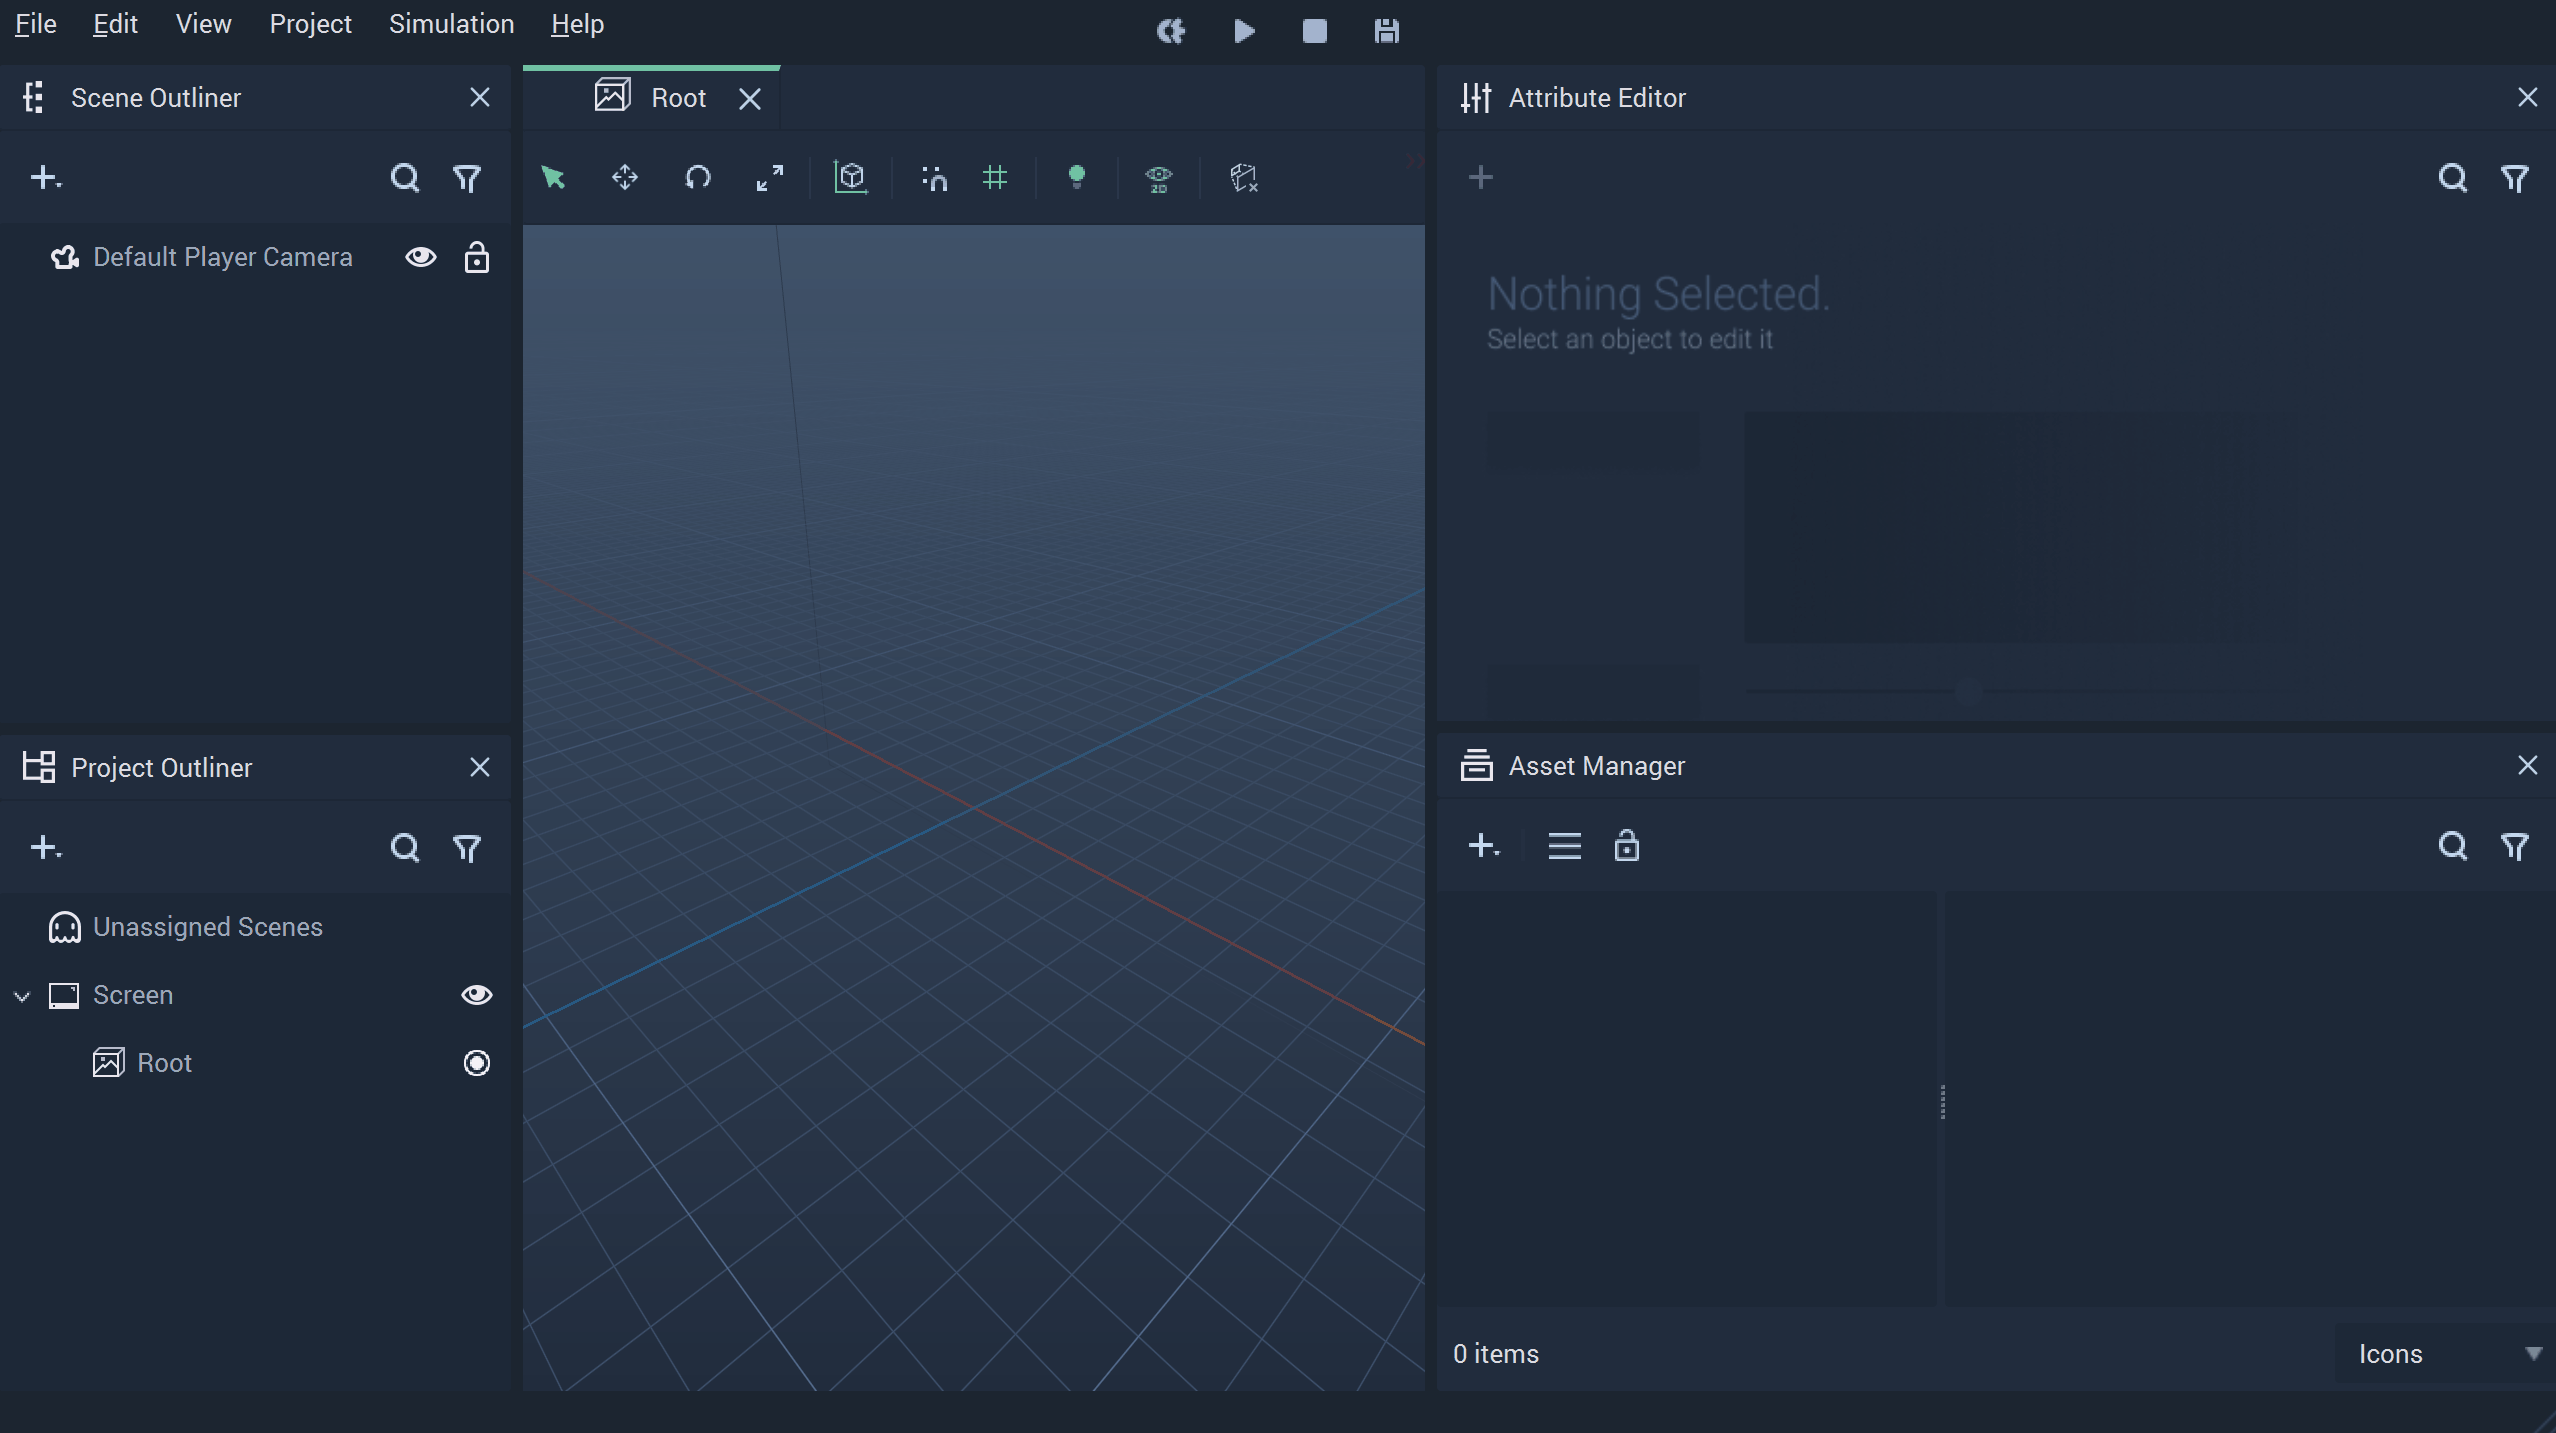 File Edit View Project Simulation Help
Scene Outliner
Default Player Camera
Project Outliner
Unassigned Scenes
Screen
Root
Root
2D
Attribute Editor
Nothing Selected.
Select an object to edit it
Asset Manager
0 items
Icons